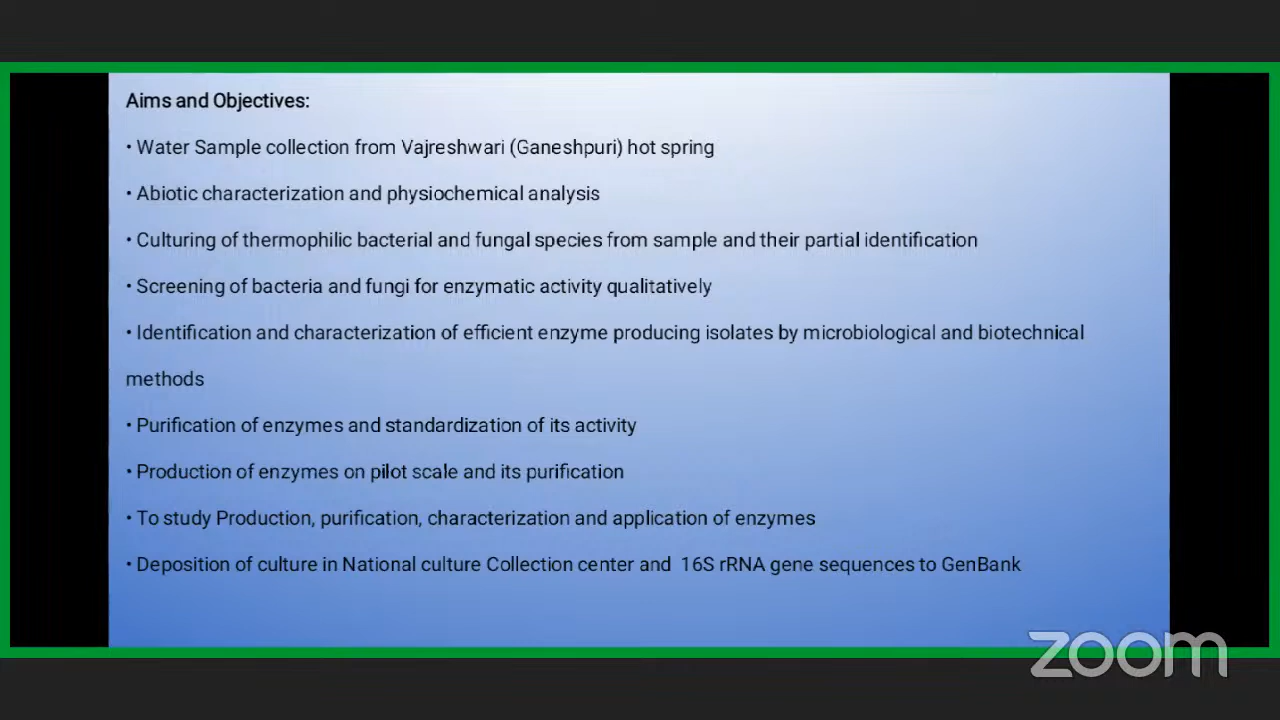 Aims and Objectives:
• Water Sample collection from Vajreshwari (Ganeshpuri) hot spring
• Abiotic characterization and physiochemical analysis
• Culturing of thermophilic bacterial and fungal species from sample and their partial identification
• Screening of bacteria and fungi for enzymatic activity qualitatively
• Identification and characterization of efficient enzyme producing isolates by microbiological and biotechnical
methods
• Purification of enzymes and standardization of its activity
• Production of enzymes on pilot scale and its purification
• To study Production, purification, characterization and application of enzymes
• Deposition of culture in National culture Collection center and 16S rRNA gene sequences to GenBank
zoom